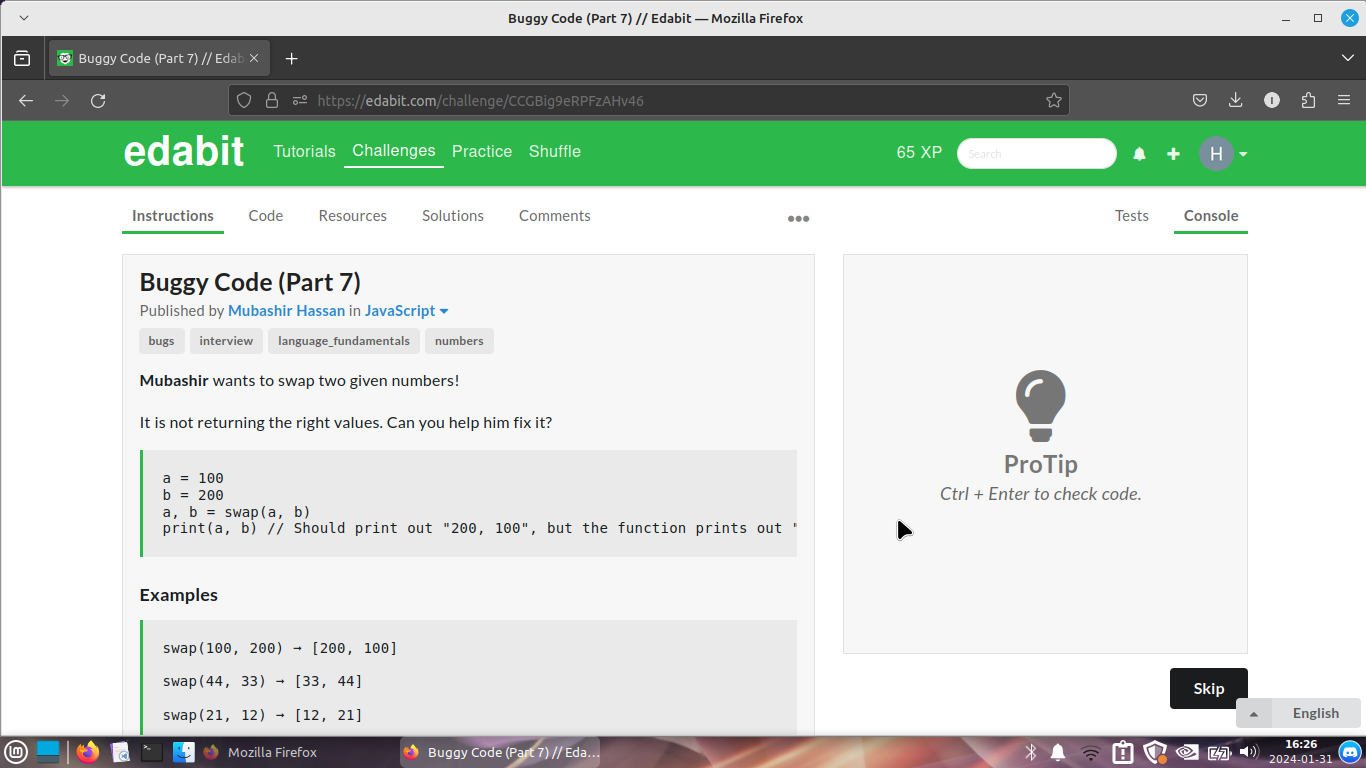 Buggy Code (Part 7) // Edabit — Mozilla Firefox
Buggy Code (Part 7) // Edab
https://edabit.com/challenge/CCGBig9eRPFzAHv46
edabit
Tutorials
Challenges
Practice
Shuffle
65 XP
Search
H
Instructions
Code
Resources
Solutions
Comments
Tests
Console
Buggy Code (Part 7)
Published by Mubashir Hassan in JavaScript
bugs
interview
language_fundamentals
numbers
Mubashir wants to swap two given numbers!
It is not returning the right values. Can you help him fix it?
a = 100
b = 200
a, b = swap(a, b)
print(a, b) // Should print out "200, 100", but the function prints out "
Examples
swap(100, 200) ➞ [200, 100]
swap(44, 33) ➞ [33, 44]
swap(21, 12) ➞ [12, 21]
ProTip
Ctrl + Enter to check code.
Skip
English
Mozilla Firefox
Buggy Code (Part 7) // Eda...
16:26
2024-01-31